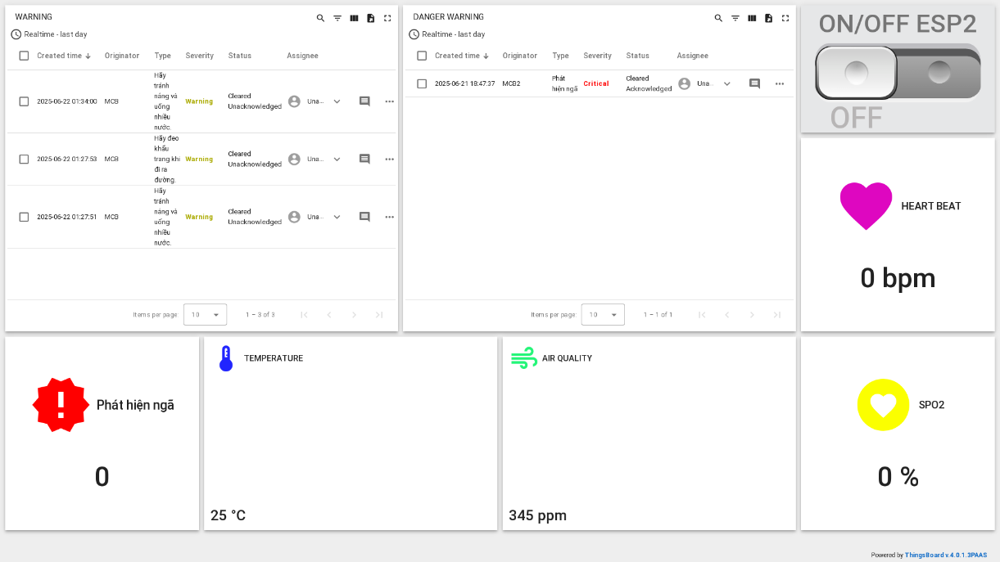 WARNING
Realtime - last day
Created time Originator Type Severity Status Assignee
2025-06-22 01:34:00 MCB Hãy tránh nắng và uống nhiều nước. Warning Cleared Unacknowledged Una...
2025-06-22 01:27:53 MCB Hãy đeo khẩu trang khi đi ra đường. Warning Cleared Unacknowledged Una...
2025-06-22 01:27:51 MCB Hãy tránh nắng và uống nhiều nước. Warning Cleared Unacknowledged Una...
Items per page: 10 1 – 3 of 3
DANGER WARNING
Realtime - last day
Created time Originator Type Severity Status Assignee
2025-06-21 18:47:37 MCB2 Phát hiện ngã Critical Cleared Acknowledged Una...
Items per page: 10 1 – 1 of 1
ON/OFF ESP2
OFF
HEART BEAT
0 bpm
Phát hiện ngã
0
TEMPERATURE
25 °C
AIR QUALITY
345 ppm
SPO2
0 %
Powered by ThingsBoard v.4.0.1.3PAAS